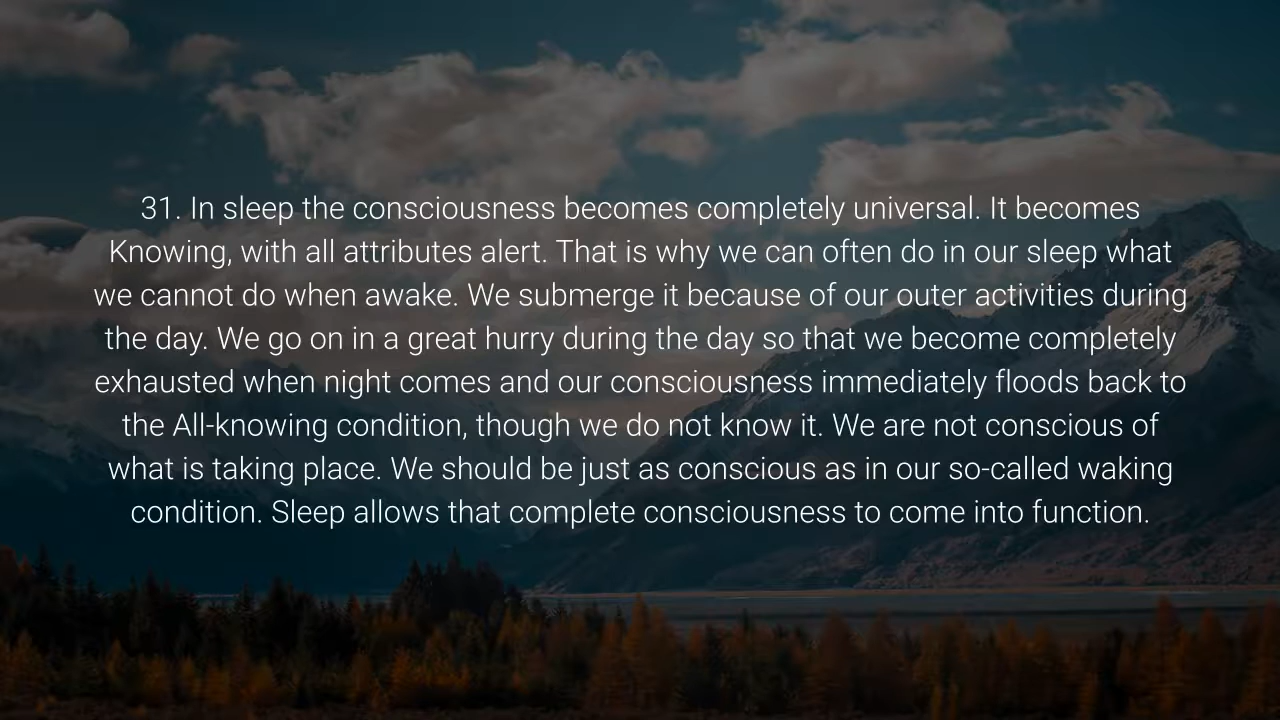 31. In sleep the consciousness becomes completely universal. It becomes
Knowing, with all attributes alert. That is why we can often do in our sleep what
we cannot do when awake. We submerge it because of our outer activities during
the day. We go on in a great hurry during the day so that we become completely
exhausted when night comes and our consciousness immediately floods back to
the All-knowing condition, though we do not know it. We are not conscious of
what is taking place. We should be just as conscious as in our so-called waking
condition. Sleep allows that complete consciousness to come into function.